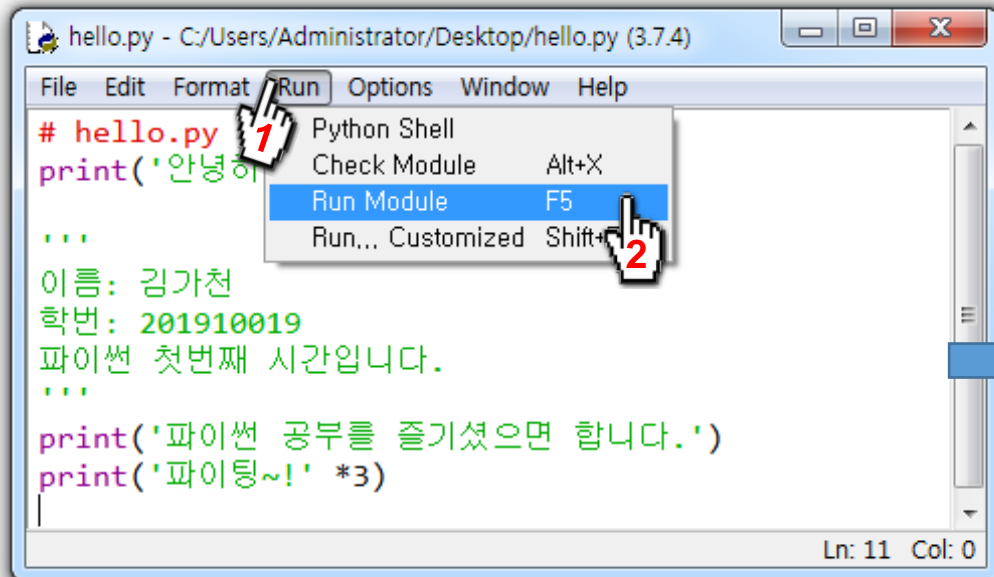 hello.py - C:/Users/Administrator/Desktop/hello.py (3.7.4)
File Edit Format Run Options Window Help
1
Python Shell
Check Module Alt+X
Run Module F5
Run... Customized Shift+
2
# hello.py
print('안녕히
'''
이름: 김가천
학번: 201910019
파이썬 첫번째 시간입니다.
'''
print('파이썬 공부를 즐기셨으면 합니다.')
print('파이팅~!' *3)
Ln: 11 Col: 0